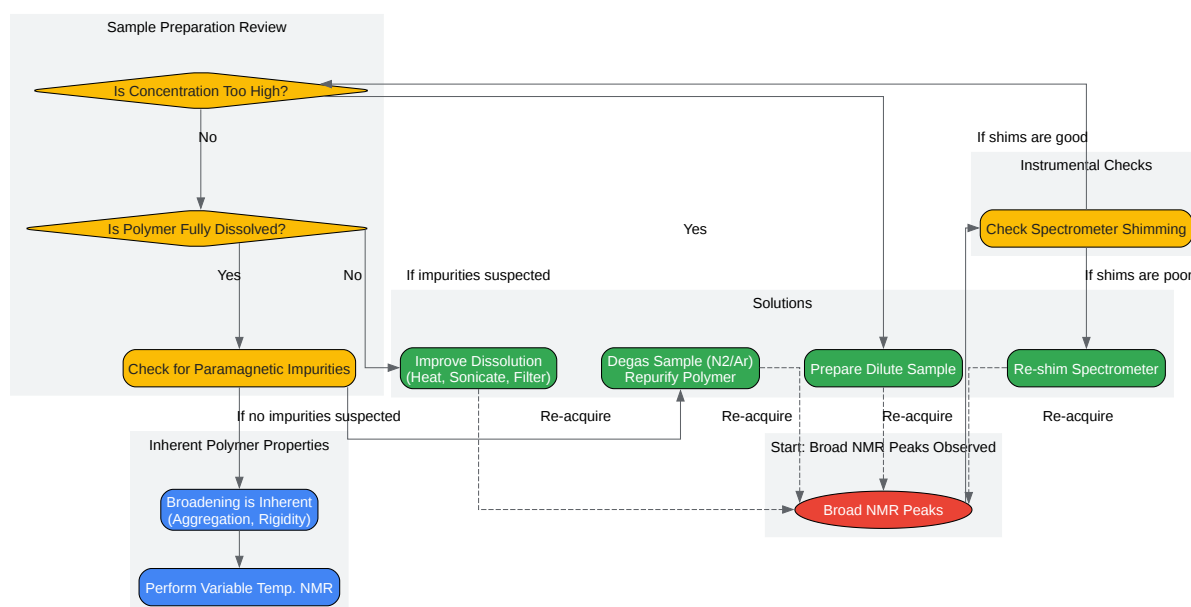 Sample Preparation Review
Is Concentration Too High?
No
If shims are good
Instrumental Checks
Is Polymer Fully Dissolved?
Yes
Check Spectrometer Shimming
Yes
No
If impurities suspected
If shims are poor
Solutions
Check for Paramagnetic Impurities
Improve Dissolution
(Heat, Sonicate, Filter)
Degas Sample (N2/Ar)
Repurify Polymer
Prepare Dilute Sample
Re-shim Spectrometer
If no impurities suspected
Re-acquire
Re-acquire
Re-acquire
Re-acquire
Inherent Polymer Properties
Start: Broad NMR Peaks Observed
Broadening is Inherent
(Aggregation, Rigidity)
Broad NMR Peaks
Perform Variable Temp. NMR